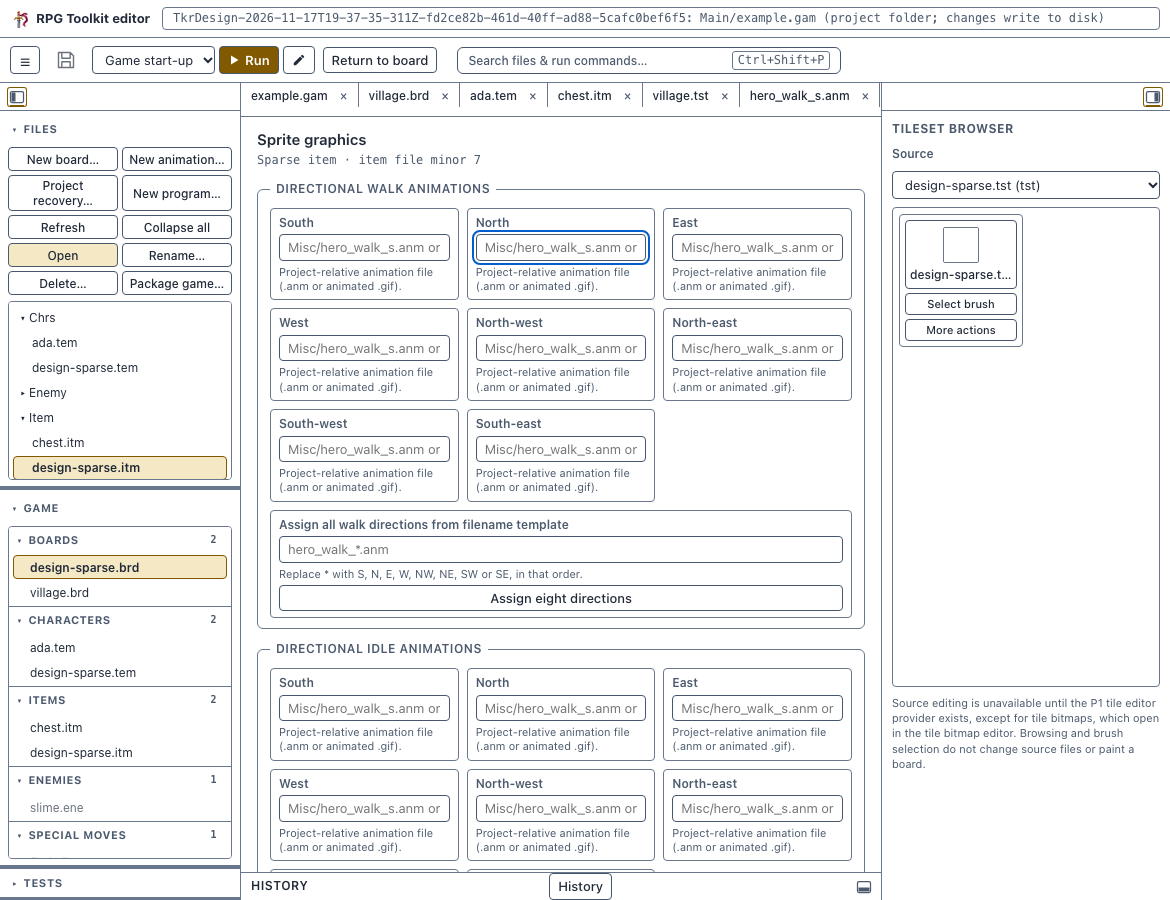 RPG Toolkit editor
TkrDesign-2026-11-17T19-37-35-311Z-fd2ce82b-461d-40ff-ad88-5cafc0bef6f5: Main/example.gam (project folder; changes write to disk)
Game start-up
Run
Return to board
Search files & run commands...
Ctrl+Shift+P
example.gam ×
village.brd ×
ada.tem ×
chest.itm ×
village.tst ×
hero_walk_s.anm ×
FILES
New board...
New animation...
Project recovery...
New program...
Refresh
Collapse all
Open
Rename...
Delete...
Package game...
Chrs
ada.tem
design-sparse.tem
Enemy
Item
chest.itm
design-sparse.itm
GAME
BOARDS 2
design-sparse.brd
village.brd
CHARACTERS 2
ada.tem
design-sparse.tem
ITEMS 2
chest.itm
design-sparse.itm
ENEMIES 1
slime.ene
SPECIAL MOVES 1
TESTS
Sprite graphics
Sparse item · item file minor 7
DIRECTIONAL WALK ANIMATIONS
South
Misc/hero_walk_s.anm or
Project-relative animation file
(.anm or animated .gif).
North
Misc/hero_walk_s.anm or
Project-relative animation file
(.anm or animated .gif).
East
Misc/hero_walk_s.anm or
Project-relative animation file
(.anm or animated .gif).
West
Misc/hero_walk_s.anm or
Project-relative animation file
(.anm or animated .gif).
North-west
Misc/hero_walk_s.anm or
Project-relative animation file
(.anm or animated .gif).
North-east
Misc/hero_walk_s.anm or
Project-relative animation file
(.anm or animated .gif).
South-west
Misc/hero_walk_s.anm or
Project-relative animation file
(.anm or animated .gif).
South-east
Misc/hero_walk_s.anm or
Project-relative animation file
(.anm or animated .gif).
Assign all walk directions from filename template
hero_walk_*.anm
Replace * with S, N, E, W, NW, NE, SW or SE, in that order.
Assign eight directions
DIRECTIONAL IDLE ANIMATIONS
South
Misc/hero_walk_s.anm or
Project-relative animation file
(.anm or animated .gif).
North
Misc/hero_walk_s.anm or
Project-relative animation file
(.anm or animated .gif).
East
Misc/hero_walk_s.anm or
Project-relative animation file
(.anm or animated .gif).
West
Misc/hero_walk_s.anm or
Project-relative animation file
(.anm or animated .gif).
North-west
Misc/hero_walk_s.anm or
Project-relative animation file
(.anm or animated .gif).
North-east
Misc/hero_walk_s.anm or
Project-relative animation file
(.anm or animated .gif).
HISTORY
History
TILESET BROWSER
Source
design-sparse.tst (tst)
design-sparse.t...
Select brush
More actions
Source editing is unavailable until the P1 tile editor
provider exists, except for tile bitmaps, which open
in the tile bitmap editor. Browsing and brush
selection do not change source files or paint a
board.